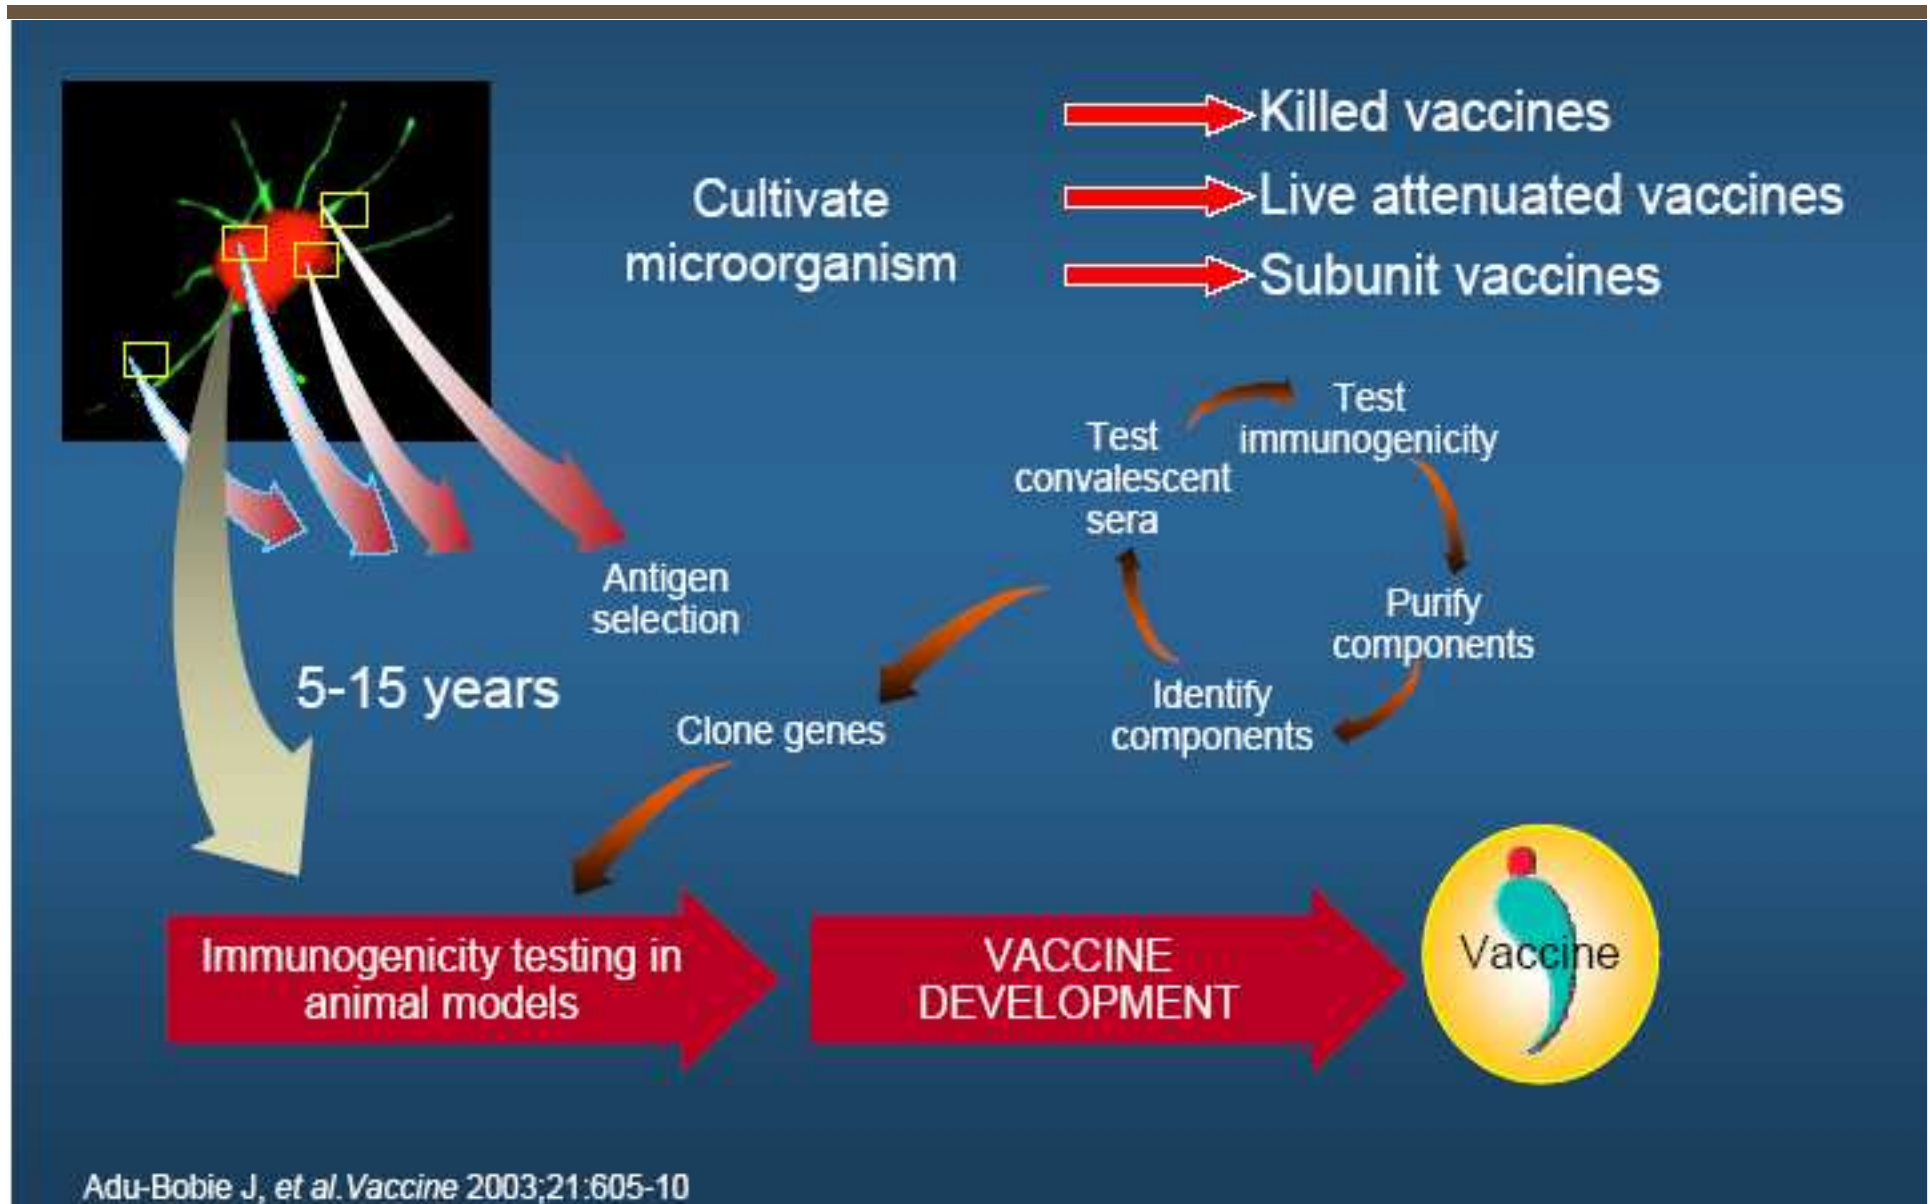 Killed vaccines
Cultivate
microorganism
Live attenuated vaccines
Subunit vaccines
Test
immunogenicity
Test
convalescent
sera
Purify
components
Identify
components
Antigen
selection
5-15 years
Clone genes
Immunogenicity testing in
animal models
VACCINE
DEVELOPMENT
Vaccine
Adu-Bobie J, et al.Vaccine 2003;21:605-10